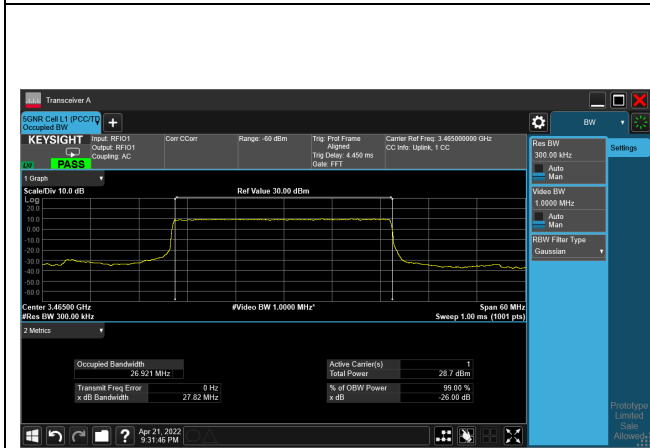 Transceiver A
5GNR Cell L1 (PCC/TD
Occupied BW
BW
KEYSIGHT
Input: RFIO1
Output: RFIO1
Coupling: AC
Corr CCorr
Range: -60 dBm
Trig: Prot Frame
Aligned
Trig Delay: 4.450 ms
Gate: FFT
Carrier Ref Freq: 3.465000000 GHz
CC Info: Uplink, 1 CC
PASS
Res BW
300.00 kHz
Auto
Man
Video BW
1.0000 MHz
Auto
Man
RBW Filter Type
Gaussian
Settings
1 Graph
Scale/Div 10.0 dB
Ref Value 30.00 dBm
Log
20.0
10.0
0.00
-10.0
-20.0
-30.0
-40.0
-50.0
-60.0
Center 3.46500 GHz
#Video BW 1.0000 MHz*
Span 60 MHz
#Res BW 300.00 kHz
Sweep 1.00 ms (1001 pts)
2 Metrics
Occupied Bandwidth
26.921 MHz
Transmit Freq Error 0 Hz
x dB Bandwidth 27.82 MHz
Active Carrier(s) 1
Total Power 28.7 dBm
% of OBW Power 99.00 %
x dB -26.00 dB
Apr 21, 2022
9:31:46 PM
Prototype
Limited
Sale
Allowed